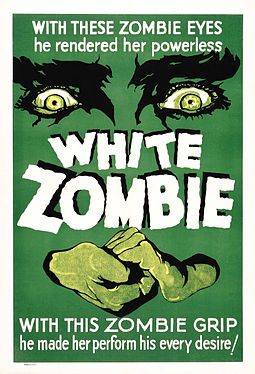 WITH THESE ZOMBIE EYES
he rendered her powerless
WHITE
ZOMBIE
WITH THIS ZOMBIE GRIP
he made her perform his every desire!